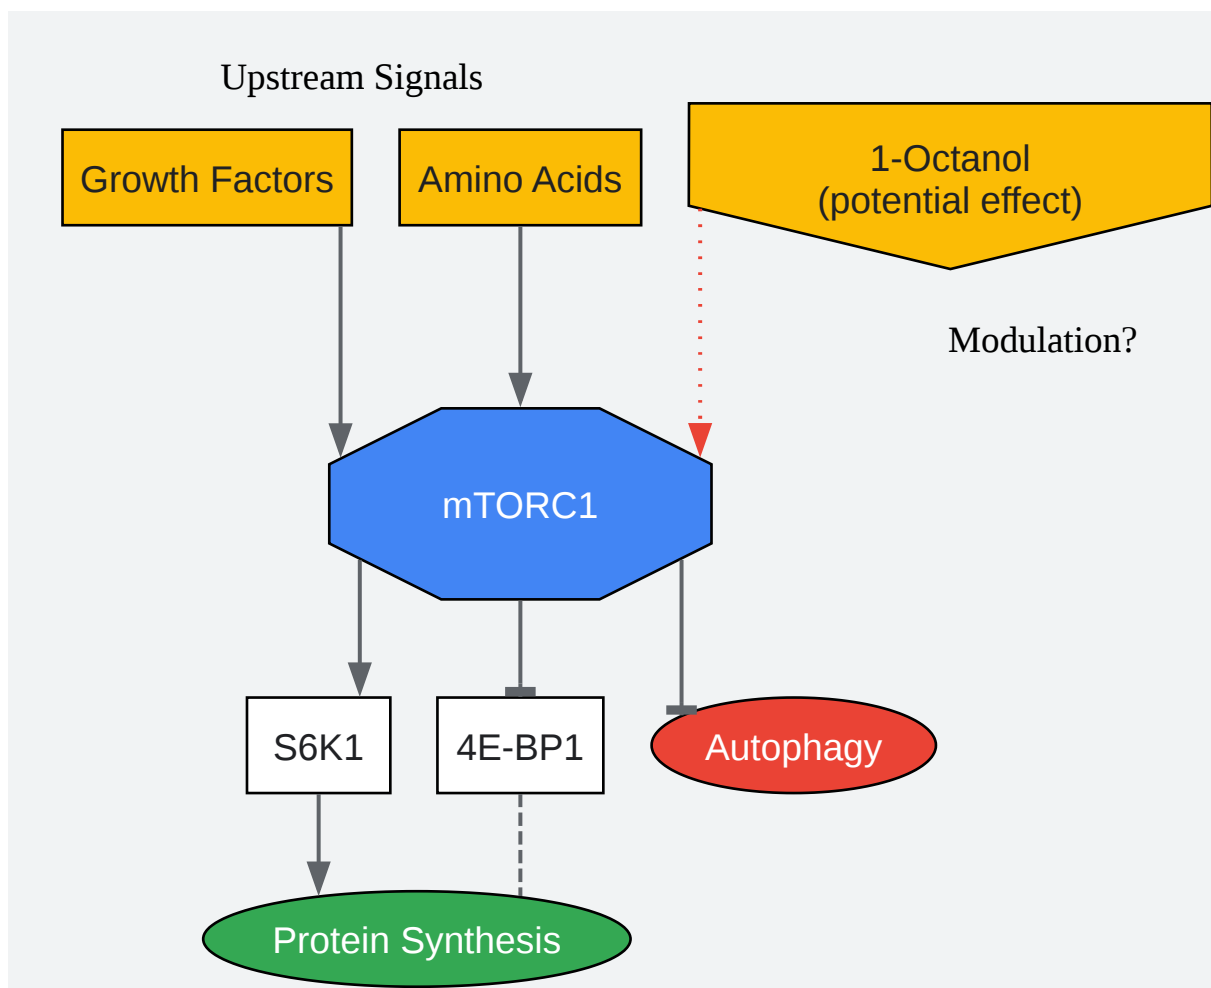 Upstream Signals
Growth Factors
Amino Acids
1-Octanol
(potential effect)
Modulation?
mTORC1
S6K1
4E-BP1
Autophagy
Protein Synthesis